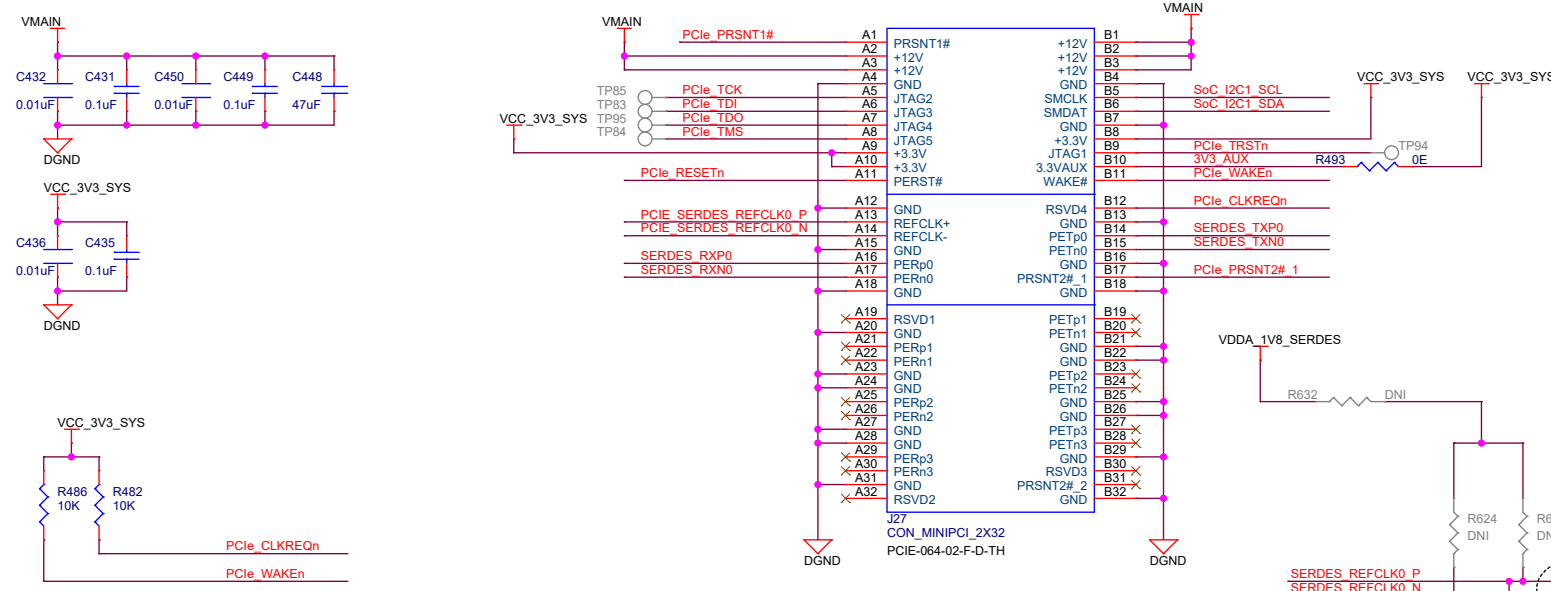 VMAIN
C432
C431
C450
C449
C448
0.01uF
0.1uF
0.01uF
0.1uF
47uF
DGND
VCC_3V3_SYS
C436
C435
0.01uF
0.1uF
DGND
VCC_3V3_SYS
R486
10K
R482
10K
PCIe_CLKREQn
PCIe_WAKEn
VMAIN
VMAIN
PCIe_PRSNT1#
TP85
TP83
TP95
TP84
PCIe_TCK
PCIe_TDI
PCIe_TDO
PCIe_TMS
VCC_3V3_SYS
PCIe_RESETn
PCIE_SERDES_REFCLK0_P
PCIE_SERDES_REFCLK0_N
SERDES_RXP0
SERDES_RXN0
A1 PRSNT1# +12V B1
A2 +12V +12V B2
A3 +12V +12V B3
A4 GND GND B4
A5 JTAG2 SMCLK B5
A6 JTAG3 SMDAT B6
A7 JTAG4 GND B7
A8 JTAG5 +3.3V B8
A9 +3.3V JTAG1 B9
A10 +3.3V 3.3VAUX B10
A11 PERST# WAKE# B11
A12 GND RSVD4 B12
A13 REFCLK+ GND B13
A14 REFCLK- PETp0 B14
A15 GND PETn0 B15
A16 PERp0 GND B16
A17 PERn0 PRSNT2#_1 B17
A18 GND GND B18
A19 RSVD1 PETp1 B19
A20 GND PETn1 B20
A21 PERp1 GND B21
A22 PERn1 GND B22
A23 GND PETp2 B23
A24 GND PETn2 B24
A25 PERp2 GND B25
A26 PERn2 GND B26
A27 GND PETp3 B27
A28 GND PETn3 B28
A29 PERp3 GND B29
A30 PERn3 RSVD3 B30
A31 GND PRSNT2#_2 B31
A32 RSVD2 GND B32
J27
CON_MINIPCI_2X32
PCIE-064-02-F-D-TH
DGND
DGND
VCC_3V3_SYS
VCC_3V3_SYS
SoC_I2C1_SCL
SoC_I2C1_SDA
PCIe_TRSTn
TP94
3V3_AUX
R493
0E
PCIe_WAKEn
PCIe_CLKREQn
SERDES_TXP0
SERDES_TXN0
PCIe_PRSNT2#_1
VDDA_1V8_SERDES
R632
DNI
R624
DNI
SERDES_REFCLK0_P
SERDES_REFCLK0_N